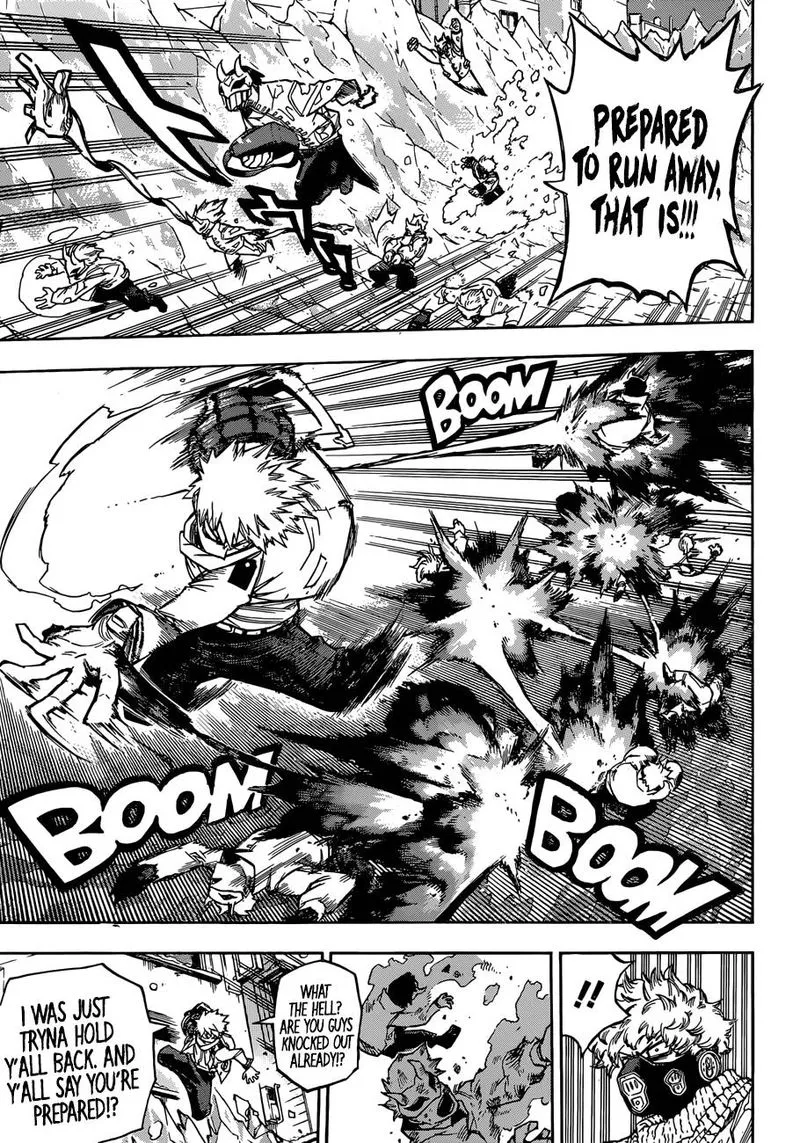 PREPARED
TO RUN AWAY,
THAT IS!!!
BOOM
BOOM
BOOM
!!
WHAT
THE HELL?
ARE YOU GUYS
KNOCKED OUT
ALREADY!?
I WAS JUST
TRYNA HOLD
Y'ALL BACK. AND
Y'ALL SAY YOU'RE
PREPARED!?